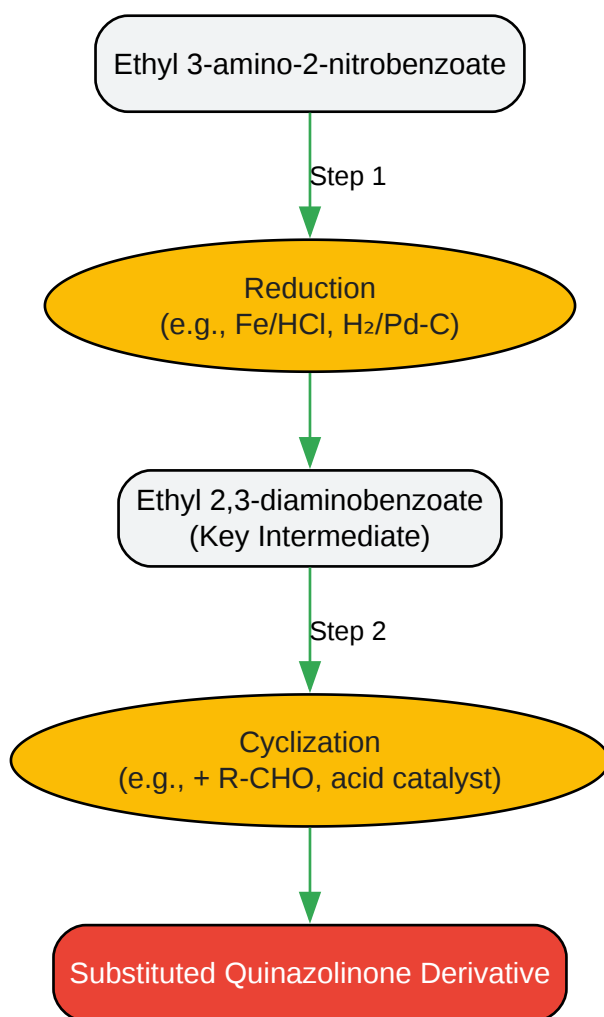 Ethyl 3-amino-2-nitrobenzoate
Step 1
Reduction
(e.g., Fe/HCl, H₂/Pd-C)
Ethyl 2,3-diaminobenzoate
(Key Intermediate)
Step 2
Cyclization
(e.g., + R-CHO, acid catalyst)
Substituted Quinazolinone Derivative